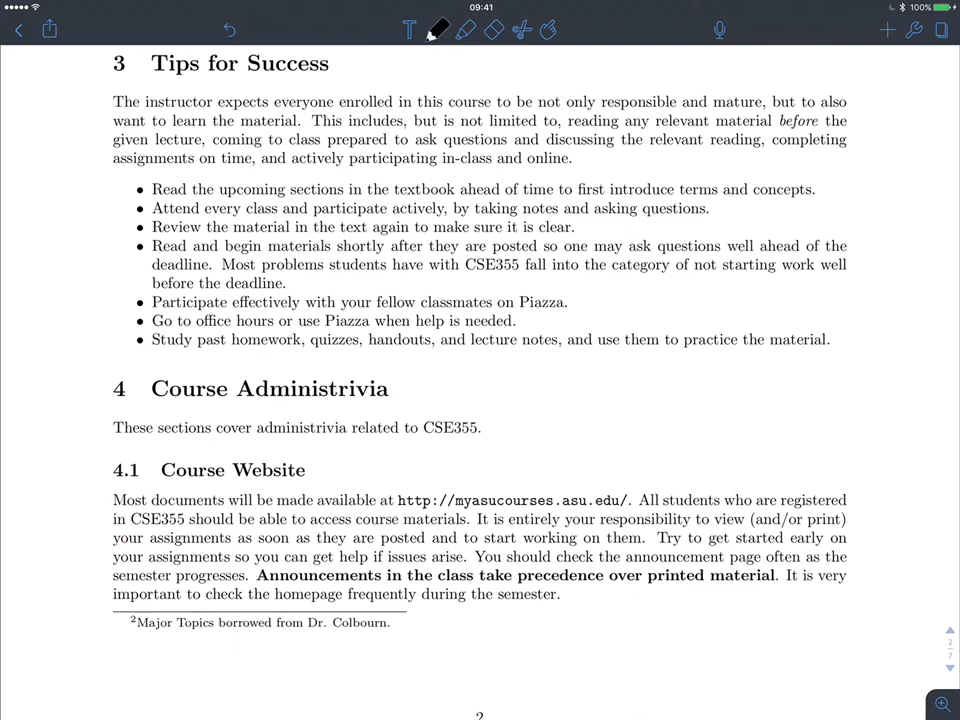 09:41
100%
T
3 Tips for Success
The instructor expects everyone enrolled in this course to be not only responsible and mature, but to also
want to learn the material. This includes, but is not limited to, reading any relevant material before the
given lecture, coming to class prepared to ask questions and discussing the relevant reading, completing
assignments on time, and actively participating in-class and online.
• Read the upcoming sections in the textbook ahead of time to first introduce terms and concepts.
• Attend every class and participate actively, by taking notes and asking questions.
• Review the material in the text again to make sure it is clear.
• Read and begin materials shortly after they are posted so one may ask questions well ahead of the
deadline. Most problems students have with CSE355 fall into the category of not starting work well
before the deadline.
• Participate effectively with your fellow classmates on Piazza.
• Go to office hours or use Piazza when help is needed.
• Study past homework, quizzes, handouts, and lecture notes, and use them to practice the material.
4 Course Administrivia
These sections cover administrivia related to CSE355.
4.1 Course Website
Most documents will be made available at http://myasucourses.asu.edu/. All students who are registered
in CSE355 should be able to access course materials. It is entirely your responsibility to view (and/or print)
your assignments as soon as they are posted and to start working on them. Try to get started early on
your assignments so you can get help if issues arise. You should check the announcement page often as the
semester progresses. Announcements in the class take precedence over printed material. It is very
important to check the homepage frequently during the semester.
2Major Topics borrowed from Dr. Colbourn.
2
7
2